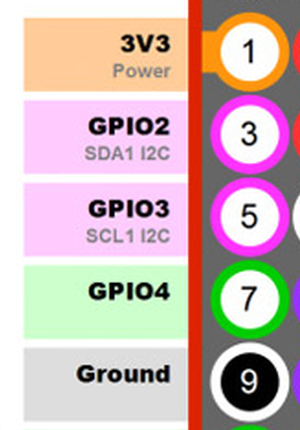 3V3 1
Power
GPIO2 3
SDA1 I2C
GPIO3 5
SCL1 I2C
GPIO4 7
Ground 9